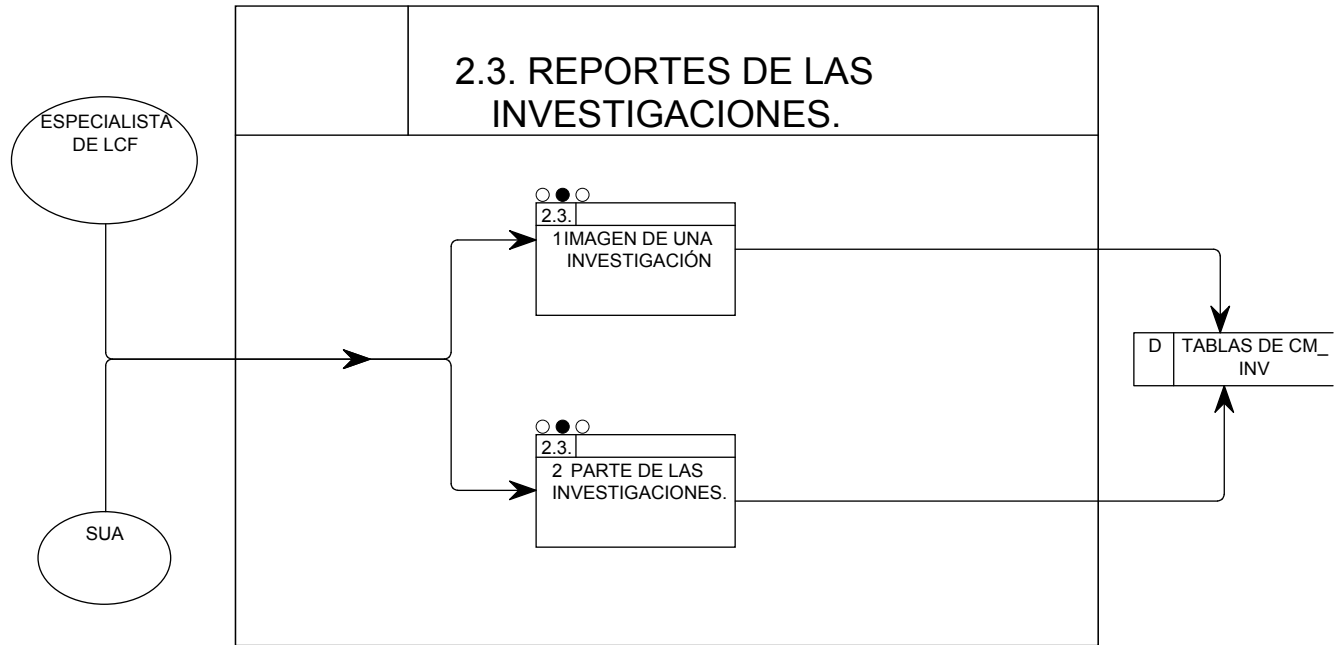 2.3. REPORTES DE LAS
INVESTIGACIONES.
ESPECIALISTA
DE LCF
2.3.
1 IMAGEN DE UNA
INVESTIGACIÓN
D TABLAS DE CM_
INV
2.3.
2 PARTE DE LAS
INVESTIGACIONES.
SUA